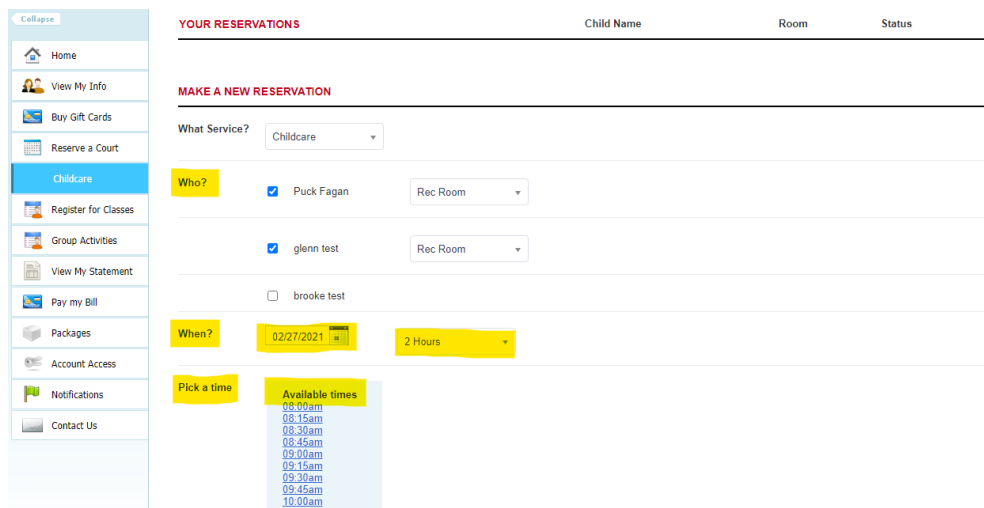 Collapse
Home
View My Info
Buy Gift Cards
Reserve a Court
Childcare
Register for Classes
Group Activities
View My Statement
Pay my Bill
Packages
Account Access
Notifications
Contact Us
YOUR RESERVATIONS Child Name Room Status
MAKE A NEW RESERVATION
What Service? Childcare
Who? Puck Fagan Rec Room
glenn test Rec Room
brooke test
When? 02/27/2021 2 Hours
Pick a time Available times
08:00am
08:15am
08:30am
08:45am
09:00am
09:15am
09:30am
09:45am
10:00am